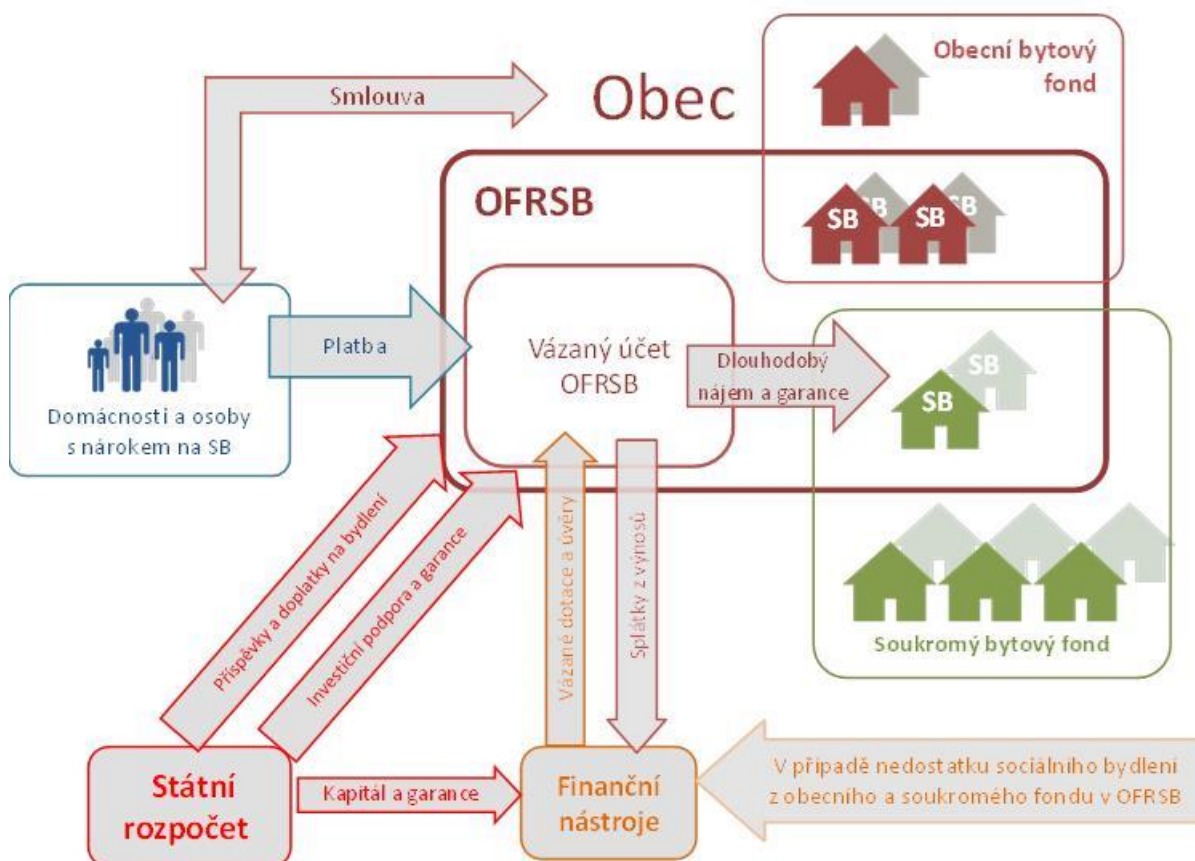 Obecní bytový
fond
Smlouva
Obec
OFRSB
SB
SB
SB
SB
Platba
Vázaný účet
OFRSB
Dlouhodobý
nájem a garance
SB
SB
Domácnosti a osoby
s nárokem na SB
Příspěvky a doplatky na bydlení
Investiční podpora a garance
Vázané dotace a úvěry
Splátky z výnosů
Soukromý bytový fond
Státní
rozpočet
Kapitál a garance
Finanční
nástroje
V případě nedostatku sociálního bydlení
z obecního a soukromého fondu v OFRSB